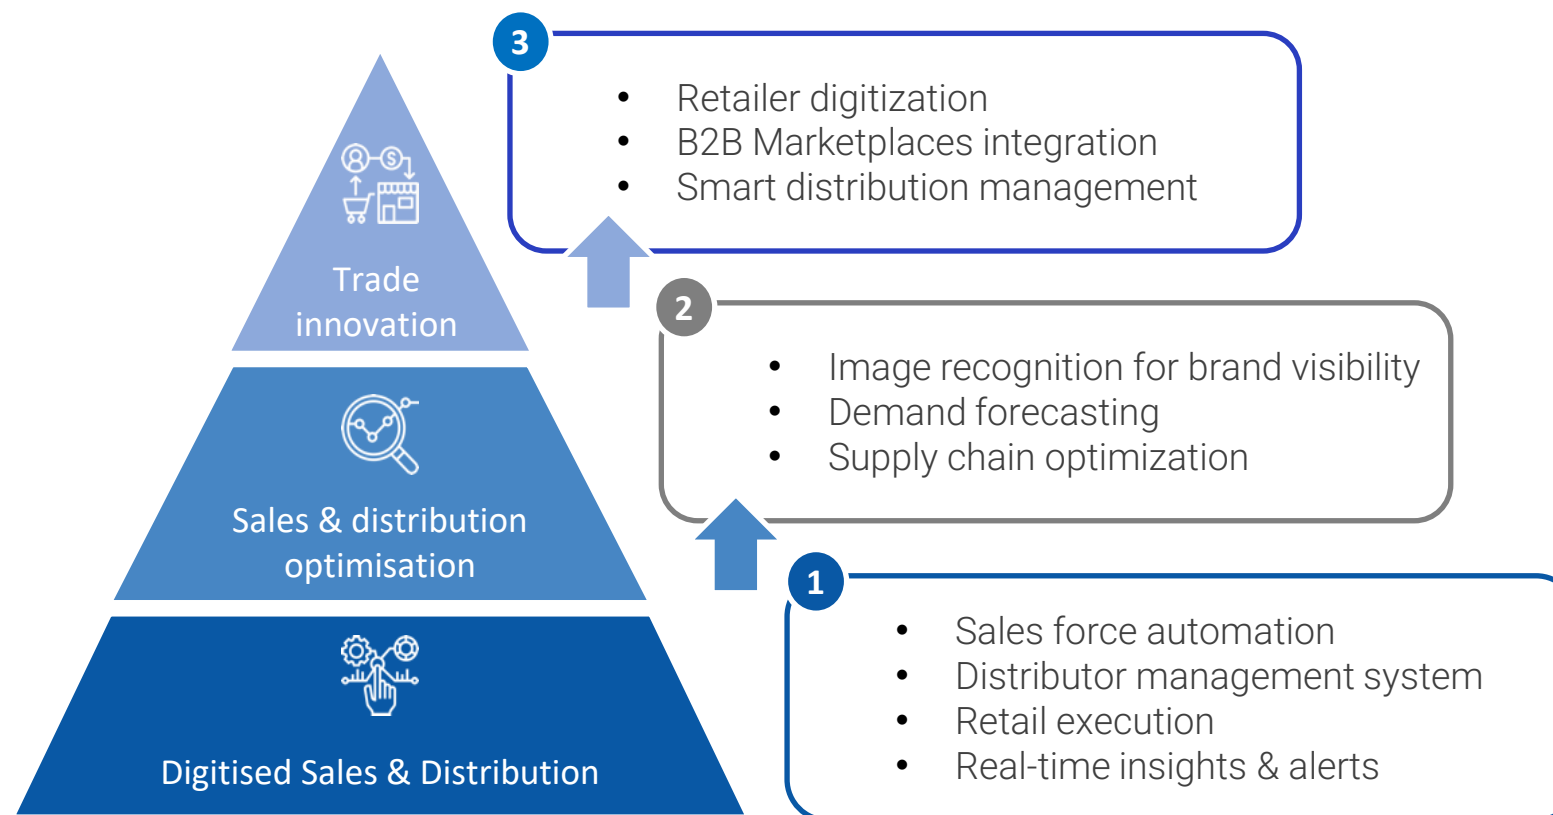 3
• Retailer digitization
• B2B Marketplaces integration
• Smart distribution management
Trade
innovation
2
• Image recognition for brand visibility
• Demand forecasting
• Supply chain optimization
Sales & distribution
optimisation
1
• Sales force automation
• Distributor management system
• Retail execution
• Real-time insights & alerts
Digitised Sales & Distribution